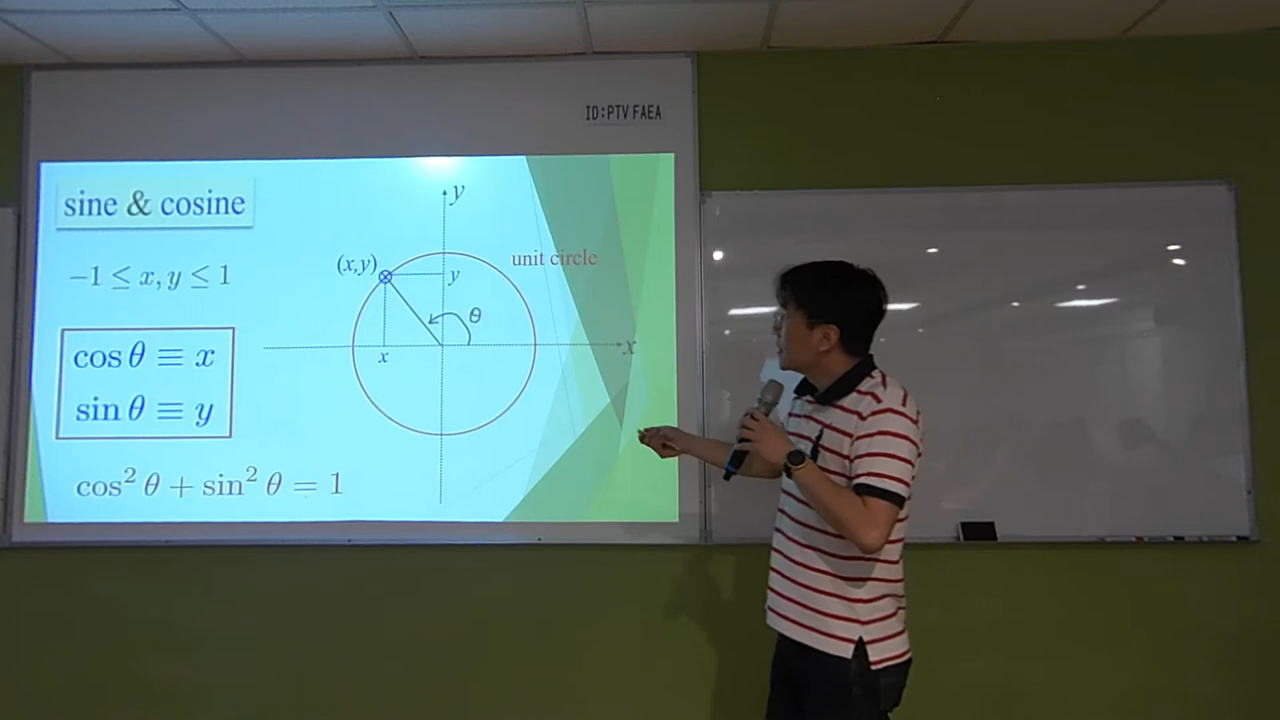 ID:PTV FAEA
sine & cosine
−1 ≤ x, y ≤ 1
cos θ ≡ x
sin θ ≡ y
cos² θ + sin² θ = 1
y
(x,y)
unit circle
y
θ
x
x